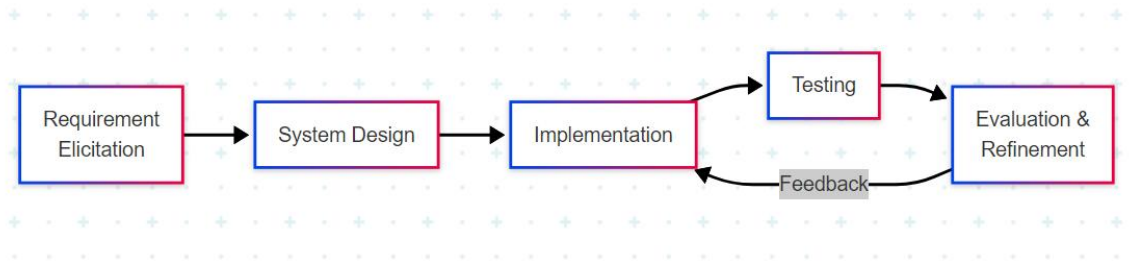 Requirement
Elicitation
System Design
Implementation
Testing
Evaluation &
Refinement
Feedback